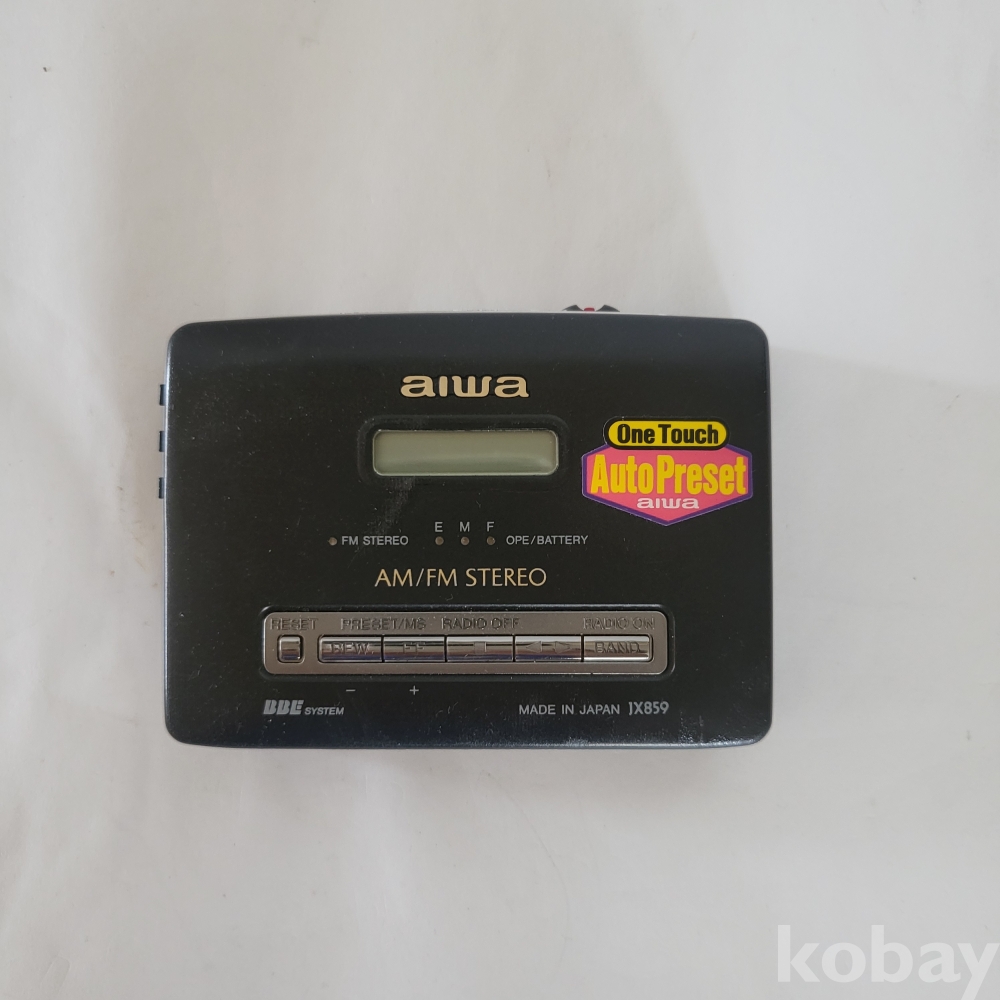 aiwa
One Touch
AutoPreset
aiwa
E M F
FM STEREO OPE/BATTERY
AM/FM STEREO
RESET PRESET/MS RADIO OFF RADIO ON
REW. FF BAND
− +
BBE SYSTEM MADE IN JAPAN JX859
kobay